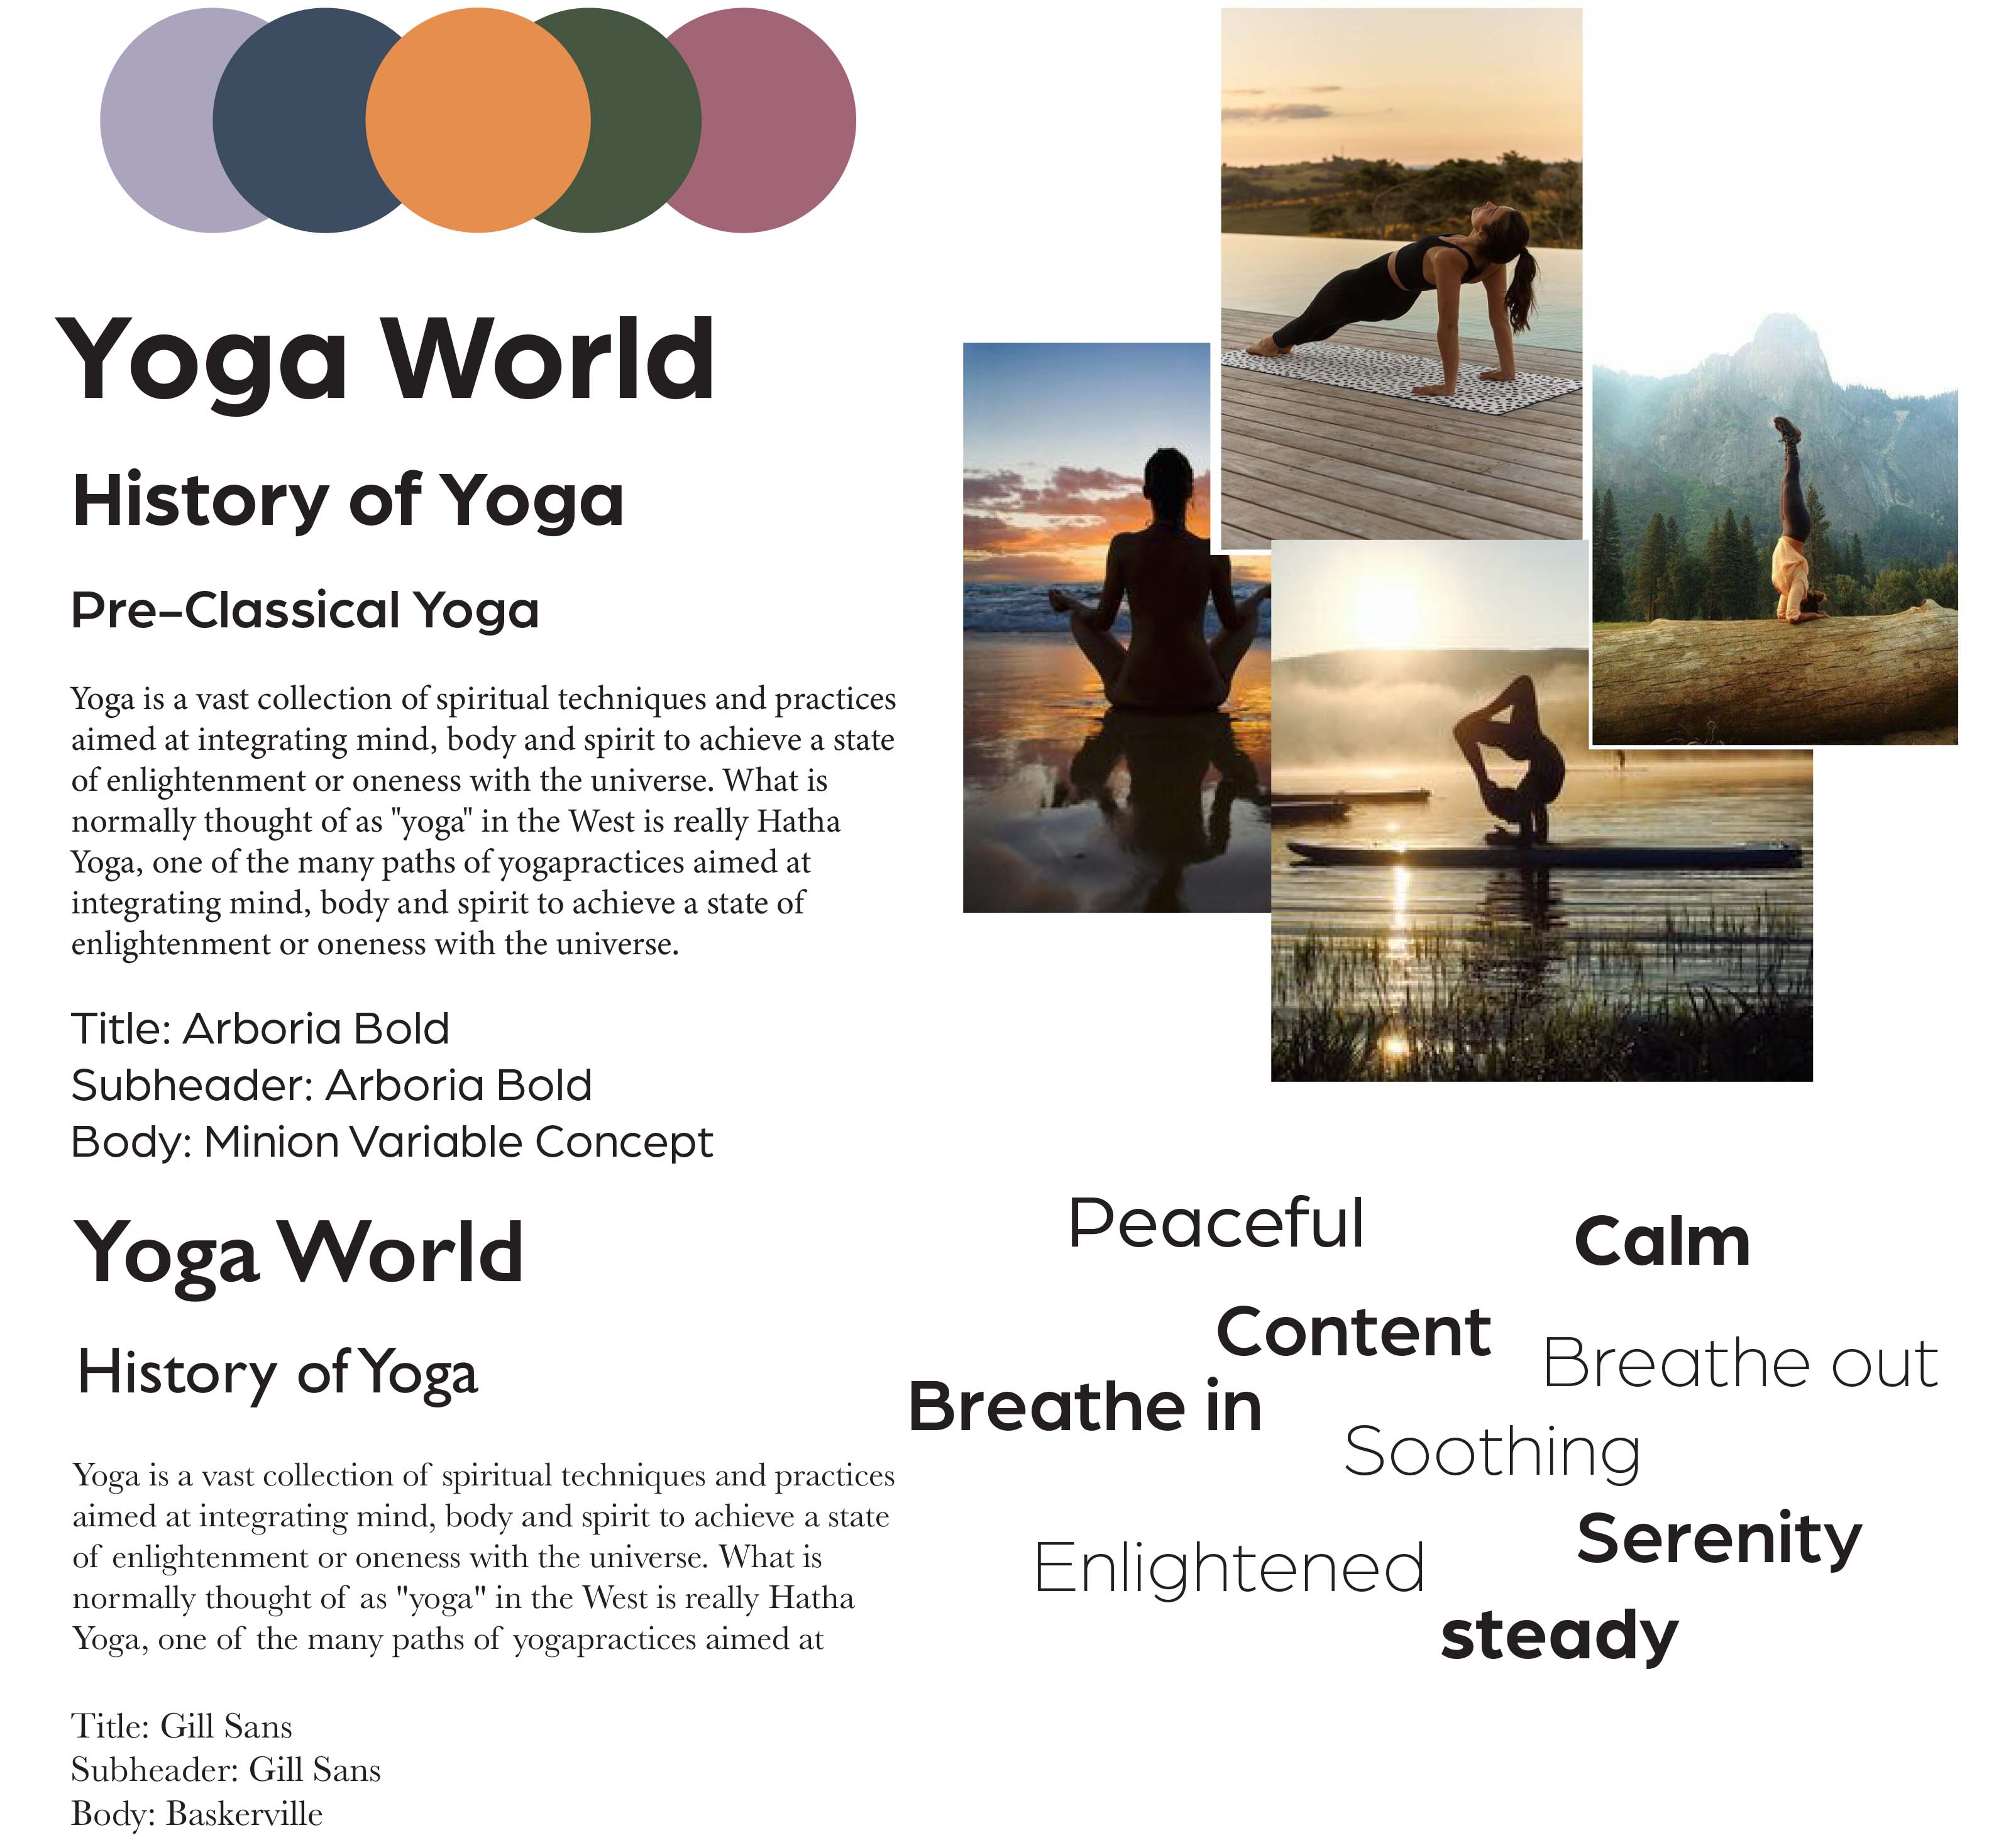 Yoga World
History of Yoga
Pre-Classical Yoga
Yoga is a vast collection of spiritual techniques and practices
aimed at integrating mind, body and spirit to achieve a state
of enlightenment or oneness with the universe. What is
normally thought of as "yoga" in the West is really Hatha
Yoga, one of the many paths of yogapractices aimed at
integrating mind, body and spirit to achieve a state of
enlightenment or oneness with the universe.
Title: Arboria Bold
Subheader: Arboria Bold
Body: Minion Variable Concept
Yoga World
History of Yoga
Yoga is a vast collection of spiritual techniques and practices
aimed at integrating mind, body and spirit to achieve a state
of enlightenment or oneness with the universe. What is
normally thought of as "yoga" in the West is really Hatha
Yoga, one of the many paths of yogapractices aimed at
Title: Gill Sans
Subheader: Gill Sans
Body: Baskerville
Peaceful
Calm
Content
Breathe out
Breathe in
Soothing
Serenity
Enlightened
steady